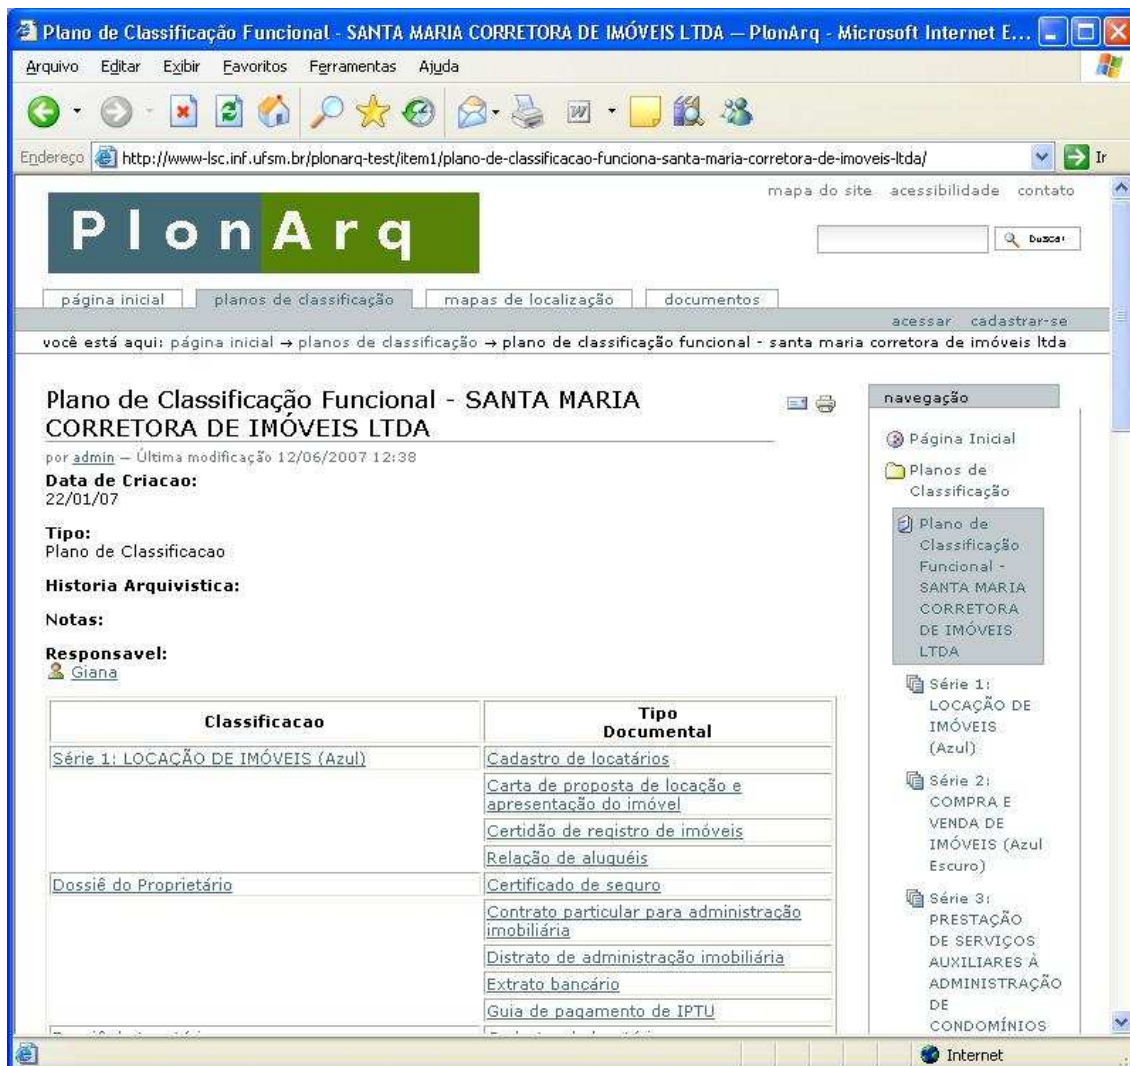 Plano de Classificação Funcional - SANTA MARIA CORRETORA DE IMÓVEIS LTDA — PlonArq - Microsoft Internet E...
Arquivo Editar Exibir Favoritos Ferramentas Ajuda
Endereço http://www-lsc.inf.ufsm.br/plonarq-test/item1/plano-de-classificacao-funciona-santa-maria-corretora-de-imoveis-ltda/ Ir
mapa do site acessibilidade contato
PlonArq
buscar
página inicial planos de classificação mapas de localização documentos
acessar cadastrar-se
você está aqui: página inicial → planos de classificação → plano de classificação funcional - santa maria corretora de imóveis ltda
Plano de Classificação Funcional - SANTA MARIA
CORRETORA DE IMÓVEIS LTDA
por admin — Última modificação 12/06/2007 12:38
Data de Criacao:
22/01/07
Tipo:
Plano de Classificacao
Historia Arquivistica:
Notas:
Responsavel:
Giana
Classificacao
Tipo
Documental
Série 1: LOCAÇÃO DE IMÓVEIS (Azul)
Cadastro de locatários
Carta de proposta de locação e
apresentação do imóvel
Certidão de registro de imóveis
Relação de aluguéis
Dossiê do Proprietário
Certificado de seguro
Contrato particular para administração
imobiliária
Distrato de administração imobiliária
Extrato bancário
Guia de pagamento de IPTU
navegação
Página Inicial
Planos de
Classificação
Plano de
Classificação
Funcional -
SANTA MARIA
CORRETORA
DE IMÓVEIS
LTDA
Série 1:
LOCAÇÃO DE
IMÓVEIS
(Azul)
Série 2:
COMPRA E
VENDA DE
IMÓVEIS (Azul
Escuro)
Série 3:
PRESTAÇÃO
DE SERVIÇOS
AUXILIARES À
ADMINISTRAÇÃO
DE
CONDOMÍNIOS
Internet